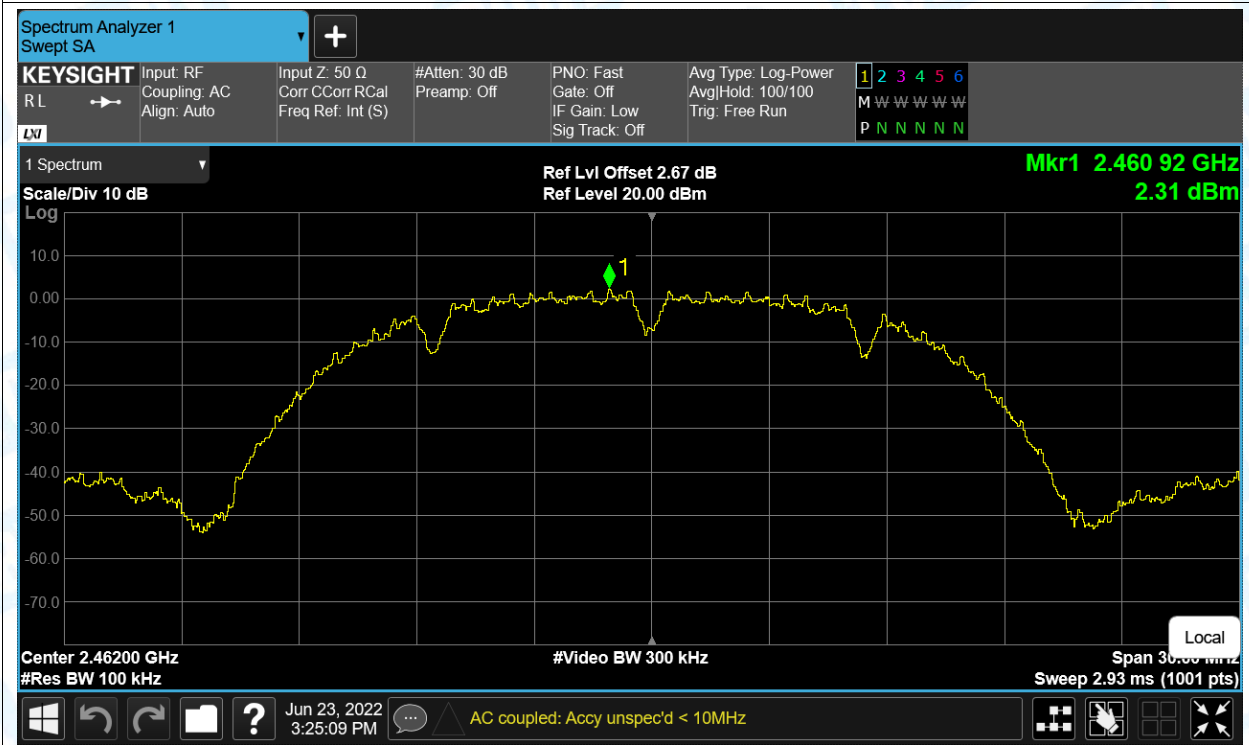 Spectrum Analyzer 1
Swept SA
KEYSIGHT
R L
LXI
Input: RF
Coupling: AC
Align: Auto
Input Z: 50 Ω
Corr CCorr RCal
Freq Ref: Int (S)
#Atten: 30 dB
Preamp: Off
PNO: Fast
Gate: Off
IF Gain: Low
Sig Track: Off
Avg Type: Log-Power
Avg|Hold: 100/100
Trig: Free Run
1 2 3 4 5 6
M W W W W W
P N N N N N
1 Spectrum
Scale/Div 10 dB
Log
Ref Lvl Offset 2.67 dB
Ref Level 20.00 dBm
Mkr1 2.460 92 GHz
2.31 dBm
1
10.0
0.00
-10.0
-20.0
-30.0
-40.0
-50.0
-60.0
-70.0
Local
Center 2.46200 GHz
#Video BW 300 kHz
Span 30.00 MHz
#Res BW 100 kHz
Sweep 2.93 ms (1001 pts)
?
Jun 23, 2022
3:25:09 PM
AC coupled: Accy unspec'd < 10MHz